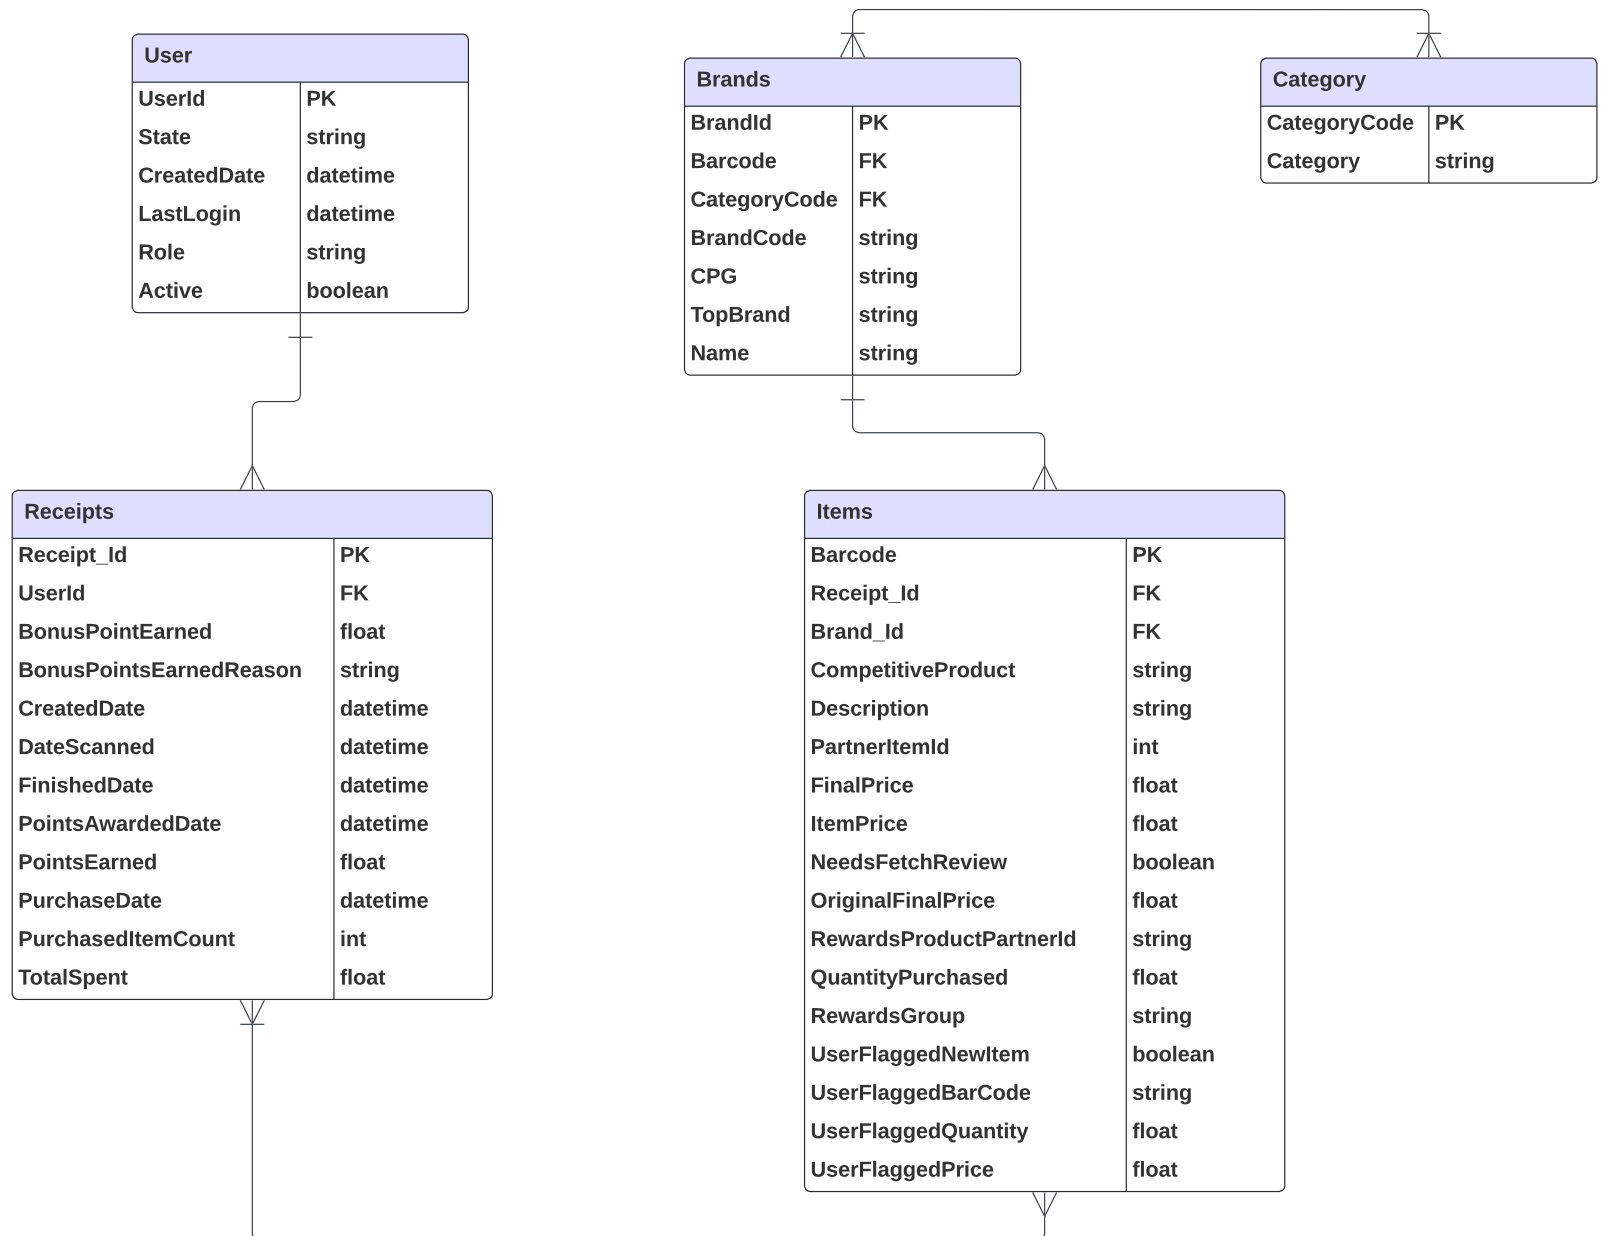 User
UserId PK
State string
CreatedDate datetime
LastLogin datetime
Role string
Active boolean
Brands
BrandId PK
Barcode FK
CategoryCode FK
BrandCode string
CPG string
TopBrand string
Name string
Category
CategoryCode PK
Category string
Receipts
Receipt_Id PK
UserId FK
BonusPointEarned float
BonusPointsEarnedReason string
CreatedDate datetime
DateScanned datetime
FinishedDate datetime
PointsAwardedDate datetime
PointsEarned float
PurchaseDate datetime
PurchasedItemCount int
TotalSpent float
Items
Barcode PK
Receipt_Id FK
Brand_Id FK
CompetitiveProduct string
Description string
PartnerItemId int
FinalPrice float
ItemPrice float
NeedsFetchReview boolean
OriginalFinalPrice float
RewardsProductPartnerId string
QuantityPurchased float
RewardsGroup string
UserFlaggedNewItem boolean
UserFlaggedBarCode string
UserFlaggedQuantity float
UserFlaggedPrice float